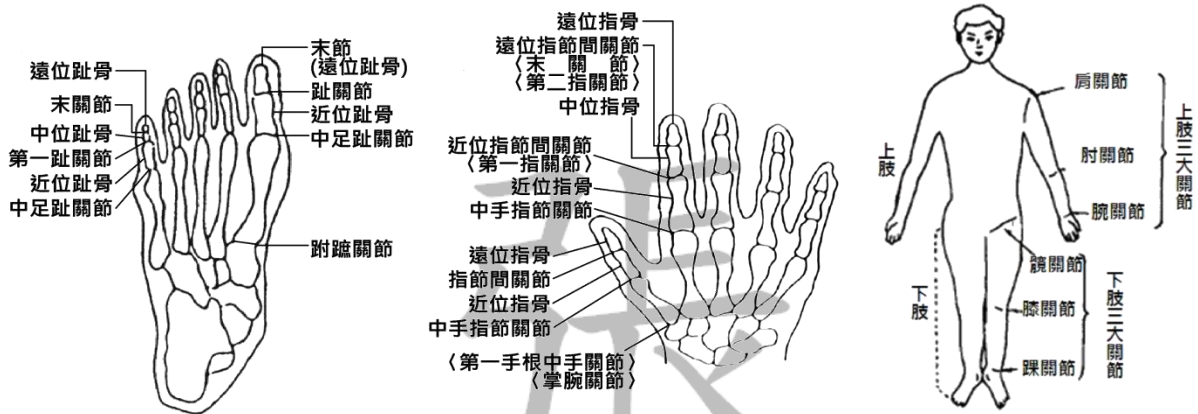 遠位趾骨
末關節
中位趾骨
第一趾關節
近位趾骨
中足趾關節
末節
(遠位趾骨)
趾關節
近位趾骨
中足趾關節
跗蹠關節
遠位指骨
遠位指節間關節
〈末關節〉
〈第二指關節〉
中位指骨
近位指節間關節
〈第一指關節〉
近位指骨
中手指節關節
遠位指骨
指節間關節
近位指骨
中手指節關節
〈第一手根中手關節〉
〈掌腕關節〉
上肢
下肢
肩關節
肘關節
腕關節
上肢三大關節
髖關節
膝關節
踝關節
下肢三大關節